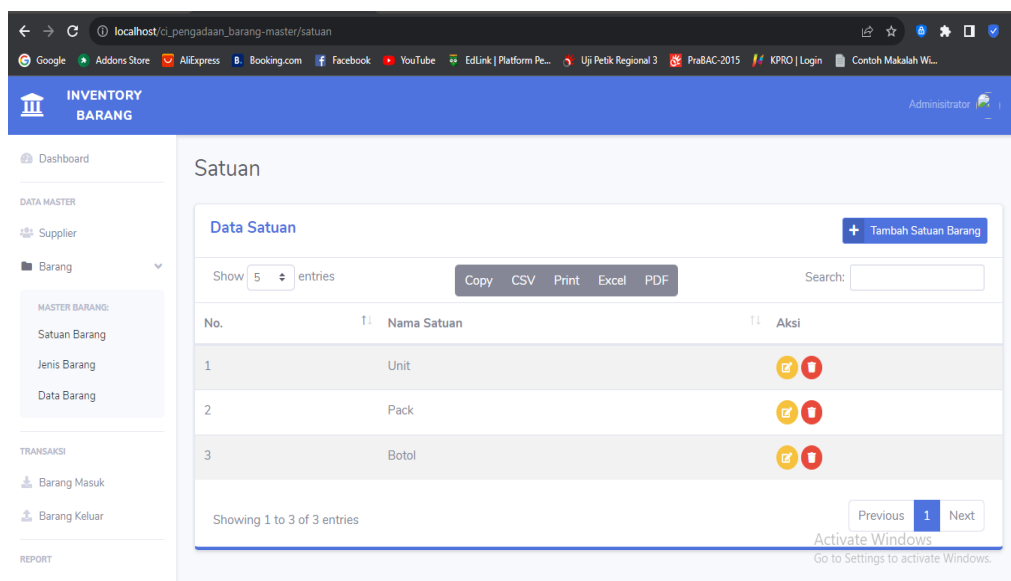 localhost/ci_pengadaan_barang-master/satuan
Google Addons Store AliExpress B. Booking.com Facebook YouTube EdLink | Platform Pe... Uji Petik Regional 3 PraBAC-2015 KPRO | Login Contoh Makalah Wi...
INVENTORY
BARANG
Adminisitrator
Dashboard
DATA MASTER
Supplier
Barang
MASTER BARANG:
Satuan Barang
Jenis Barang
Data Barang
TRANSAKSI
Barang Masuk
Barang Keluar
REPORT
Satuan
Data Satuan
+ Tambah Satuan Barang
Show 5 entries
Copy CSV Print Excel PDF
Search:
No. Nama Satuan Aksi
1 Unit
2 Pack
3 Botol
Showing 1 to 3 of 3 entries
Previous 1 Next
Activate Windows
Go to Settings to activate Windows.